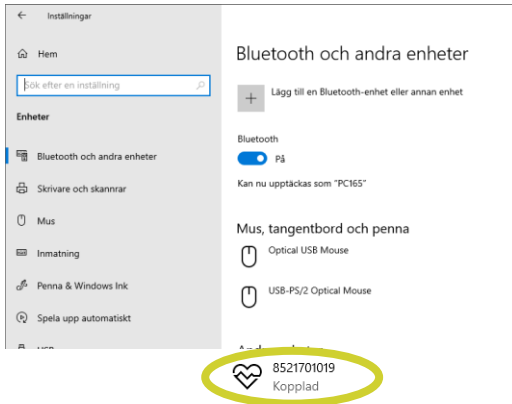 Inställningar
Hem
Sök efter en inställning
Enheter
Bluetooth och andra enheter
Skrivare och skannrar
Mus
Inmatning
Penna & Windows Ink
Spela upp automatiskt
Bluetooth och andra enheter
Lägg till en Bluetooth-enhet eller annan enhet
Bluetooth
På
Kan nu upptäckas som "PC165"
Mus, tangentbord och penna
Optical USB Mouse
USB-PS/2 Optical Mouse
8521701019
Kopplad